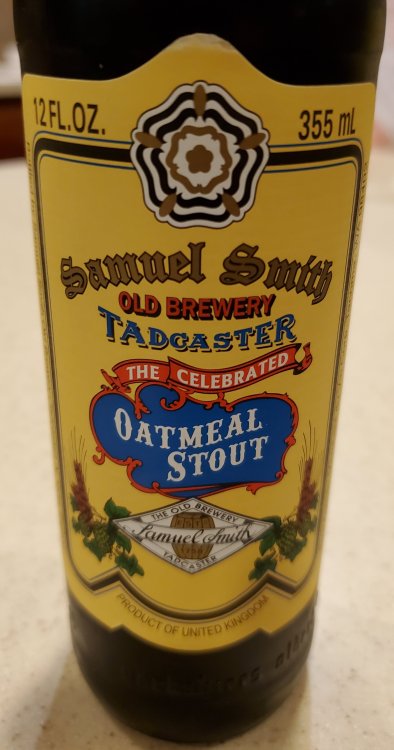 12 FL.OZ.
355 mL
Samuel Smith
OLD BREWERY
TADCASTER
THE CELEBRATED
OATMEAL
STOUT
THE OLD BREWERY
Samuel Smith
TADCASTER
PRODUCT OF UNITED KINGDOM